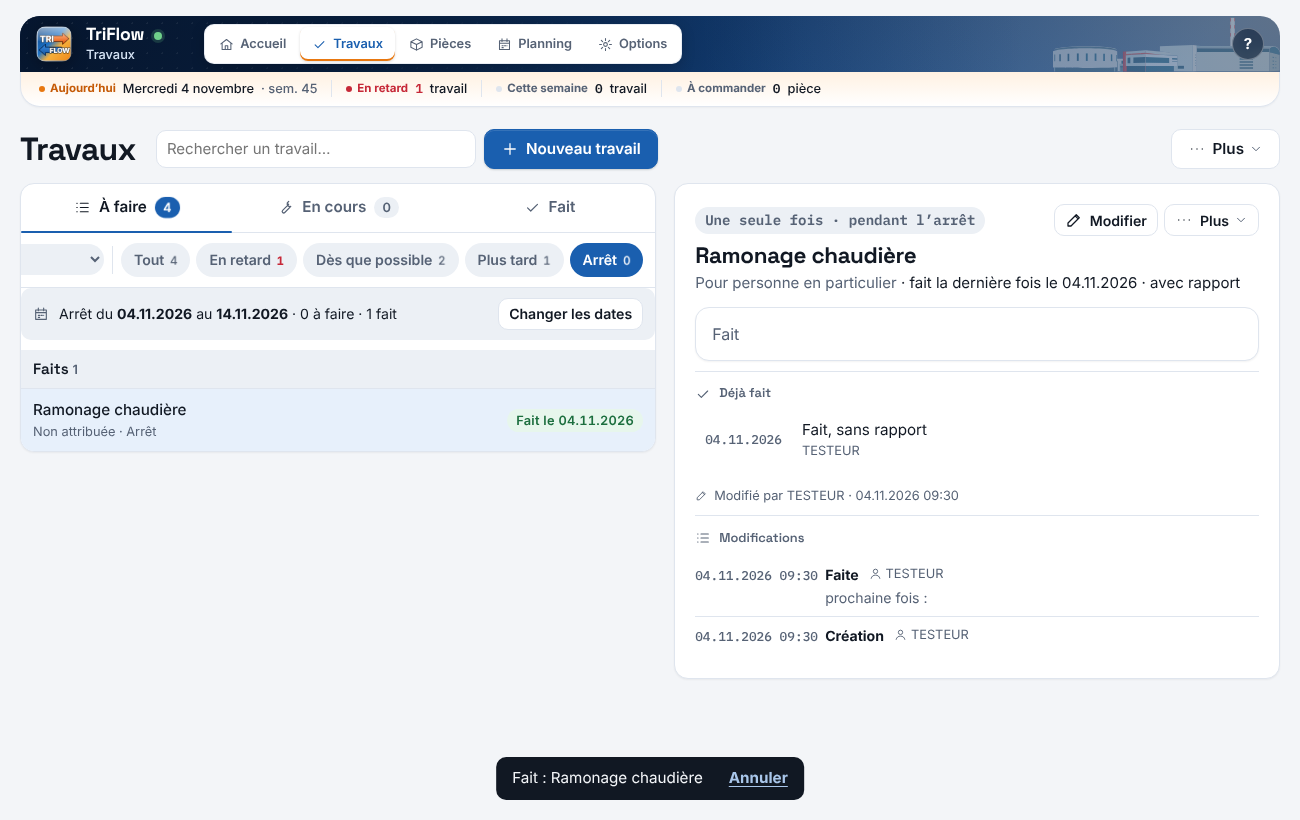 TRI FLOW
TriFlow
Travaux
Accueil
Travaux
Pièces
Planning
Options
?
Aujourd'hui Mercredi 4 novembre · sem. 45
En retard 1 travail
Cette semaine 0 travail
À commander 0 pièce
Travaux
Rechercher un travail...
+ Nouveau travail
··· Plus
À faire 4
En cours 0
Fait
Tout 4
En retard 1
Dès que possible 2
Plus tard 1
Arrêt 0
Arrêt du 04.11.2026 au 14.11.2026 · 0 à faire · 1 fait
Changer les dates
Faits 1
Ramonage chaudière
Non attribuée · Arrêt
Fait le 04.11.2026
Une seule fois · pendant l'arrêt
Modifier
··· Plus
Ramonage chaudière
Pour personne en particulier · fait la dernière fois le 04.11.2026 · avec rapport
Fait
Déjà fait
04.11.2026
Fait, sans rapport
TESTEUR
Modifié par TESTEUR · 04.11.2026 09:30
Modifications
04.11.2026 09:30 Faite TESTEUR
prochaine fois :
04.11.2026 09:30 Création TESTEUR
Fait : Ramonage chaudière Annuler